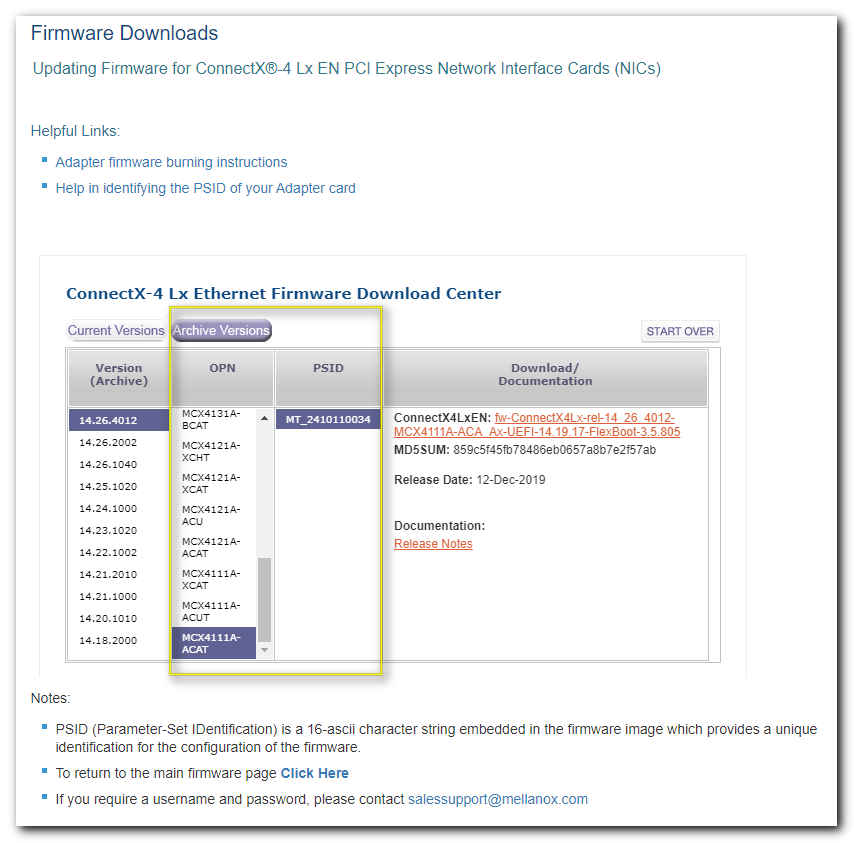 Firmware Downloads
Updating Firmware for ConnectX®-4 Lx EN PCI Express Network Interface Cards (NICs)
Helpful Links:
Adapter firmware burning instructions
Help in identifying the PSID of your Adapter card
ConnectX-4 Lx Ethernet Firmware Download Center
Current Versions
Archive Versions
START OVER
Version
(Archive)
OPN
PSID
Download/
Documentation
14.26.4012
14.26.2002
14.26.1040
14.25.1020
14.24.1000
14.23.1020
14.22.1002
14.21.2010
14.21.1000
14.20.1010
14.18.2000
MCX4131A-
BCAT
MCX4121A-
XCHT
MCX4121A-
XCAT
MCX4121A-
ACU
MCX4121A-
ACAT
MCX4111A-
XCAT
MCX4111A-
ACUT
MCX4111A-
ACAT
MT_2410110034
ConnectX4LxEN: fw-ConnectX4Lx-rel-14_26_4012-
MCX4111A-ACA_Ax-UEFI-14.19.17-FlexBoot-3.5.805
MD5SUM: 859c5f45fb78486eb0657a8b7e2f57ab
Release Date: 12-Dec-2019
Documentation:
Release Notes
Notes:
PSID (Parameter-Set IDentification) is a 16-ascii character string embedded in the firmware image which provides a unique
identification for the configuration of the firmware.
To return to the main firmware page Click Here
If you require a username and password, please contact salessupport@mellanox.com